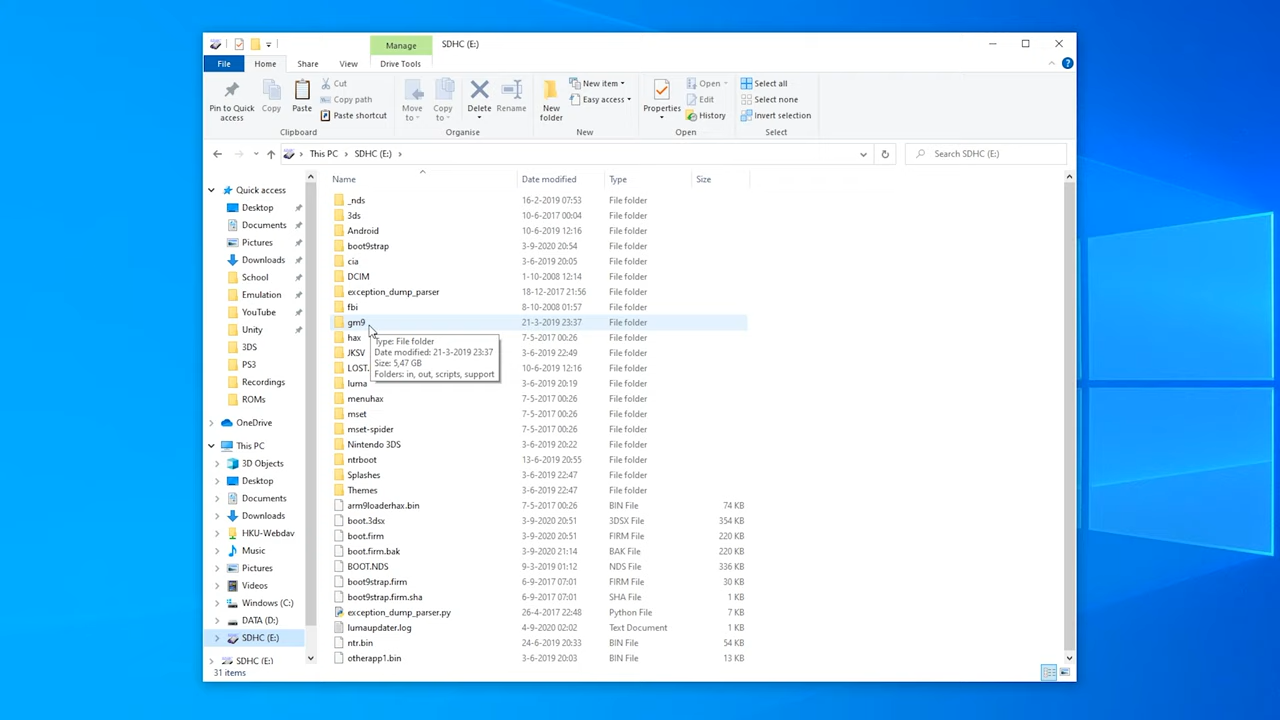 Manage SDHC (E:)
File Home Share View Drive Tools
Pin to Quick access
Copy
Paste
Cut
Copy path
Paste shortcut
Clipboard
Move to
Copy to
Delete
Rename
Organise
New folder
New item
Easy access
New
Properties
Open
Edit
History
Open
Select all
Select none
Invert selection
Select
This PC SDHC (E:)
Search SDHC (E:)
Quick access
Desktop
Documents
Pictures
Downloads
School
Emulation
YouTube
Unity
3DS
PS3
Recordings
ROMs
OneDrive
This PC
3D Objects
Desktop
Documents
Downloads
HKU-Webdav
Music
Pictures
Videos
Windows (C:)
DATA (D:)
SDHC (E:)
SDHC (E:)
Name Date modified Type Size
_nds 16-2-2019 07:53 File folder
3ds 10-6-2017 00:04 File folder
Android 10-6-2019 12:16 File folder
boot9strap 3-9-2020 20:54 File folder
cia 3-6-2019 20:05 File folder
DCIM 1-10-2008 12:14 File folder
exception_dump_parser 18-12-2017 21:56 File folder
fbi 8-10-2008 01:57 File folder
gm9 21-3-2019 23:37 File folder
hax 7-5-2017 00:26 File folder
JKSV 3-6-2019 22:49 File folder
LOST. 10-6-2019 12:16 File folder
luma 3-6-2019 20:19 File folder
menuhax 7-5-2017 00:26 File folder
mset 7-5-2017 00:26 File folder
mset-spider 7-5-2017 00:26 File folder
Nintendo 3DS 3-6-2019 20:22 File folder
ntrboot 13-6-2019 20:55 File folder
Splashes 3-6-2019 22:47 File folder
Themes 3-6-2019 22:47 File folder
arm9loaderhax.bin 7-5-2017 00:26 BIN File 74 KB
boot.3dsx 3-9-2020 20:51 3DSX File 354 KB
boot.firm 3-9-2020 20:51 FIRM File 220 KB
boot.firm.bak 3-9-2020 21:14 BAK File 220 KB
BOOT.NDS 9-3-2019 01:12 NDS File 336 KB
boot9strap.firm 6-9-2017 07:01 FIRM File 30 KB
boot9strap.firm.sha 6-9-2017 07:01 SHA File 1 KB
exception_dump_parser.py 26-4-2017 22:48 Python File 7 KB
lumaupdater.log 4-9-2020 02:02 Text Document 1 KB
ntr.bin 24-6-2019 20:33 BIN File 54 KB
otherapp1.bin 3-6-2019 20:03 BIN File 13 KB
Type: File folder
Date modified: 21-3-2019 23:37
Size: 5,47 GB
Folders: in, out, scripts, support
31 items